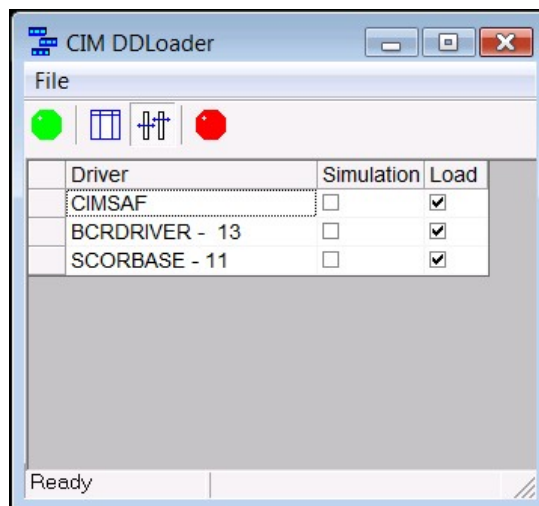 CIM DDLoader
File
Driver Simulation Load
CIMSAF
BCRDRIVER - 13
SCORBASE - 11
Ready